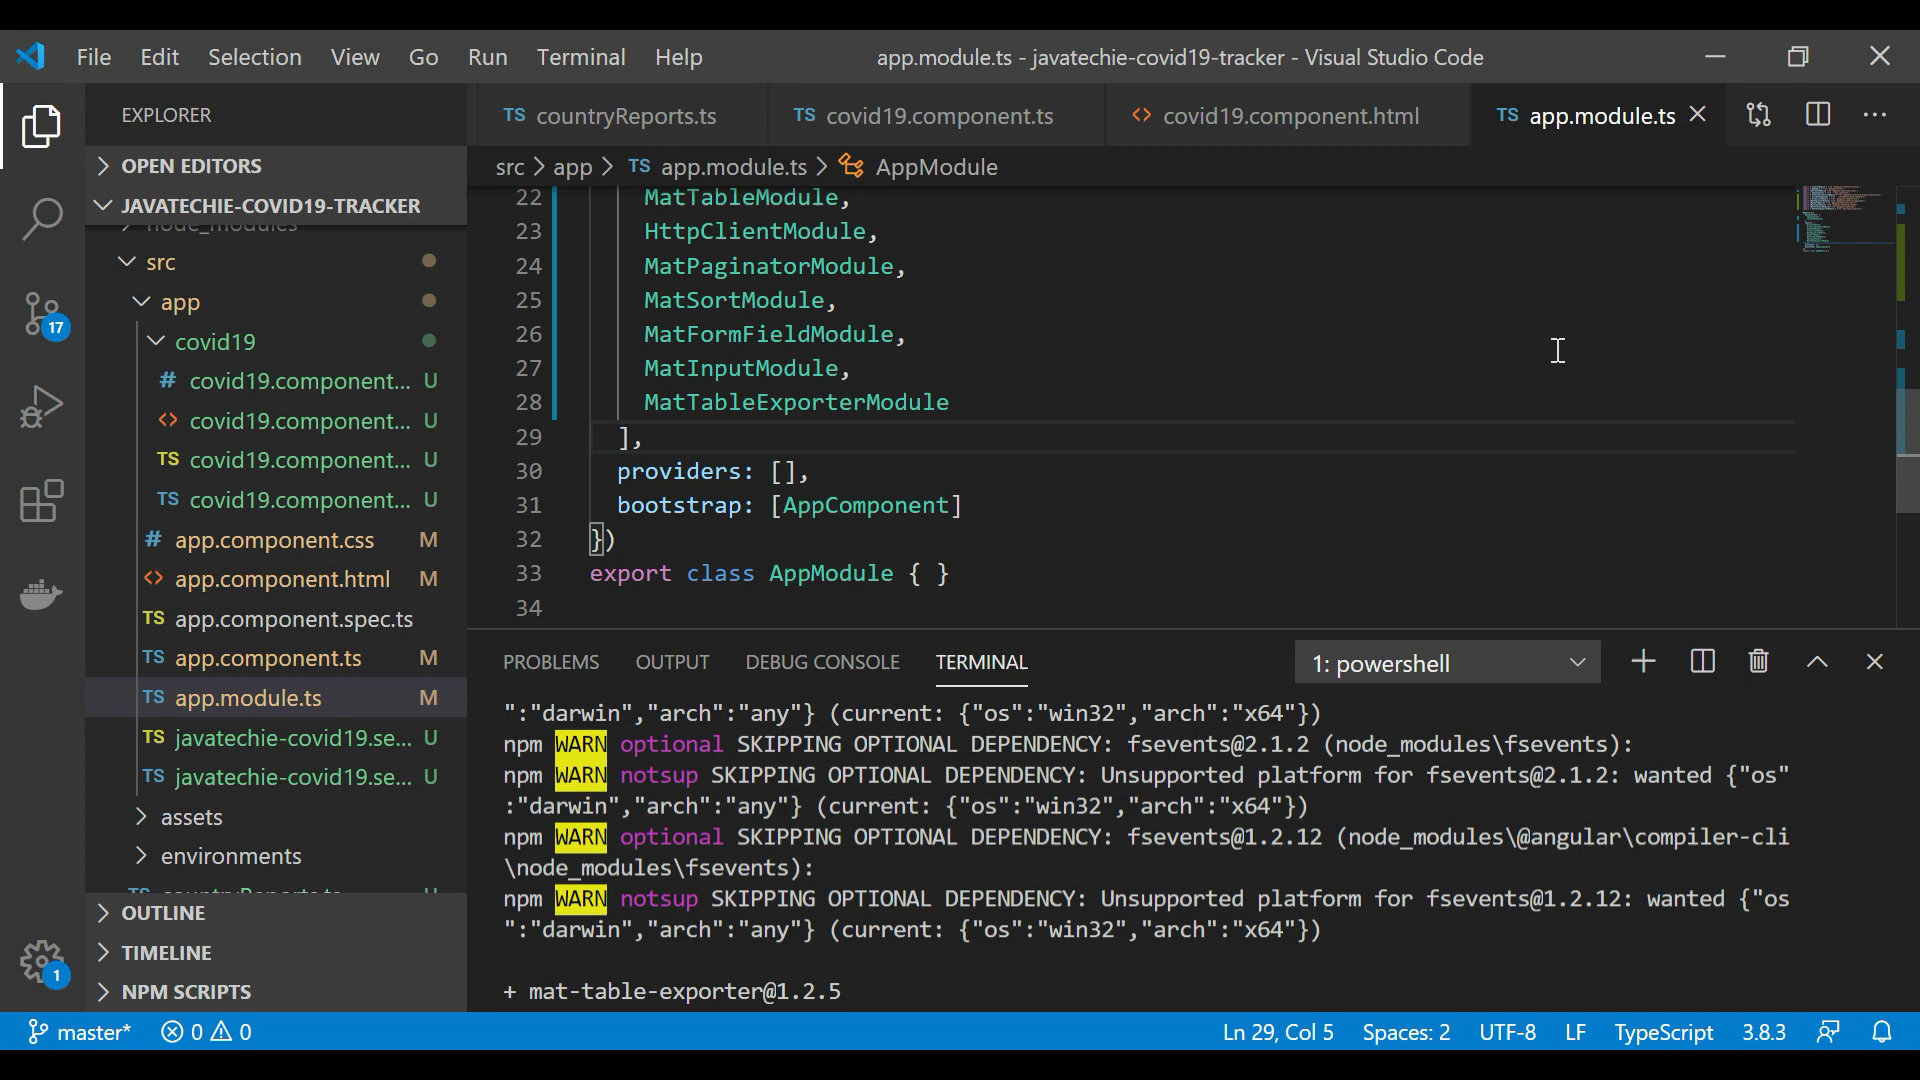 File Edit Selection View Go Run Terminal Help app.module.ts - javatechie-covid19-tracker - Visual Studio Code
EXPLORER
TS countryReports.ts TS covid19.component.ts <> covid19.component.html TS app.module.ts
OPEN EDITORS
src > app > TS app.module.ts > AppModule
JAVATECHIE-COVID19-TRACKER
node_modules
src
app
covid19
# covid19.component... U
<> covid19.component... U
TS covid19.component... U
TS covid19.component... U
# app.component.css M
<> app.component.html M
TS app.component.spec.ts
TS app.component.ts M
TS app.module.ts M
TS javatechie-covid19.se... U
TS javatechie-covid19.se... U
assets
environments
TS countryReports.ts U
OUTLINE
TIMELINE
NPM SCRIPTS
17
1
22 MatTableModule,
23 HttpClientModule,
24 MatPaginatorModule,
25 MatSortModule,
26 MatFormFieldModule,
27 MatInputModule,
28 MatTableExporterModule
29 ],
30 providers: [],
31 bootstrap: [AppComponent]
32 })
33 export class AppModule { }
34
PROBLEMS OUTPUT DEBUG CONSOLE TERMINAL 1: powershell
":"darwin","arch":"any"} (current: {"os":"win32","arch":"x64"})
npm WARN optional SKIPPING OPTIONAL DEPENDENCY: fsevents@2.1.2 (node_modules\fsevents):
npm WARN notsup SKIPPING OPTIONAL DEPENDENCY: Unsupported platform for fsevents@2.1.2: wanted {"os"
:"darwin","arch":"any"} (current: {"os":"win32","arch":"x64"})
npm WARN optional SKIPPING OPTIONAL DEPENDENCY: fsevents@1.2.12 (node_modules\@angular\compiler-cli
\node_modules\fsevents):
npm WARN notsup SKIPPING OPTIONAL DEPENDENCY: Unsupported platform for fsevents@1.2.12: wanted {"os
":"darwin","arch":"any"} (current: {"os":"win32","arch":"x64"})
+ mat-table-exporter@1.2.5
master* 0 0 Ln 29, Col 5 Spaces: 2 UTF-8 LF TypeScript 3.8.3